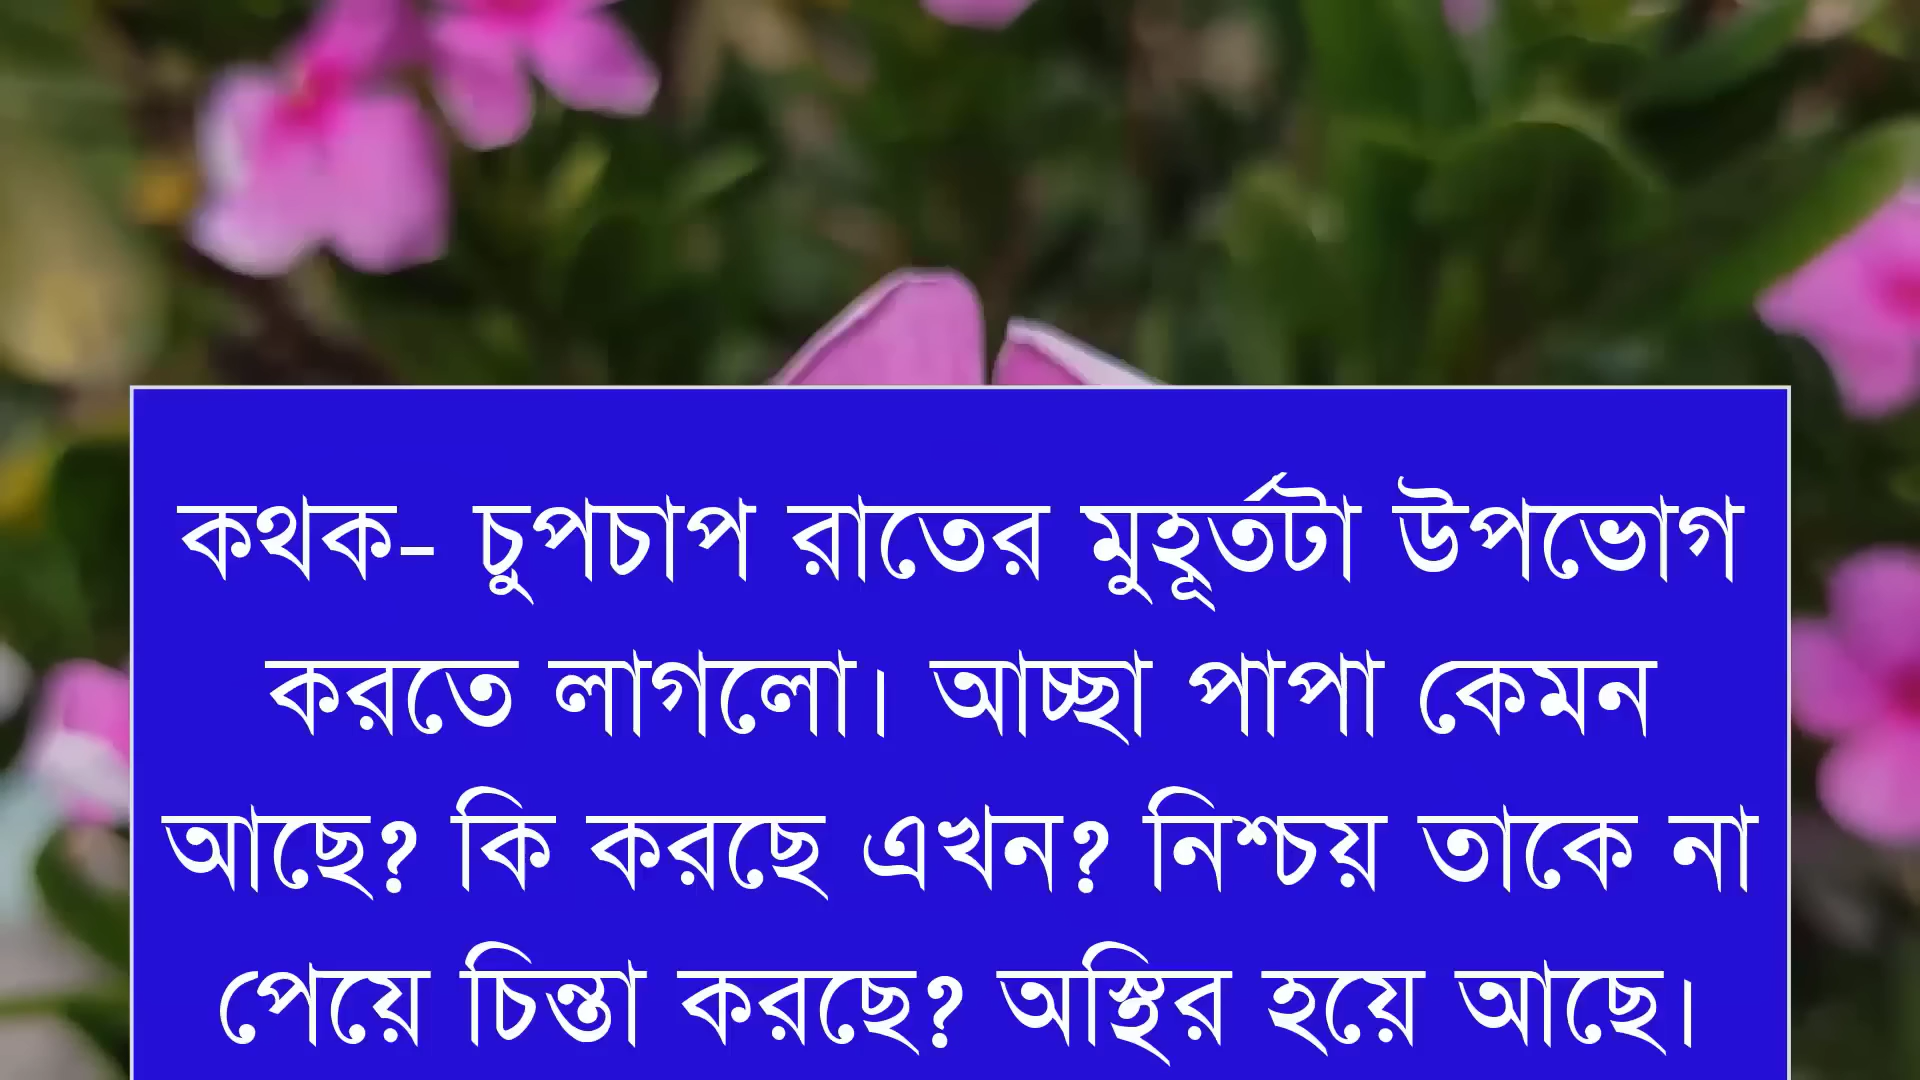 কথক- চুপচাপ রাতের মুহূর্তটা উপভোগ
করতে লাগলো। আচ্ছা পাপা কেমন
আছে? কি করছে এখন? নিশ্চয় তাকে না
পেয়ে চিন্তা করছে? অস্থির হয়ে আছে।